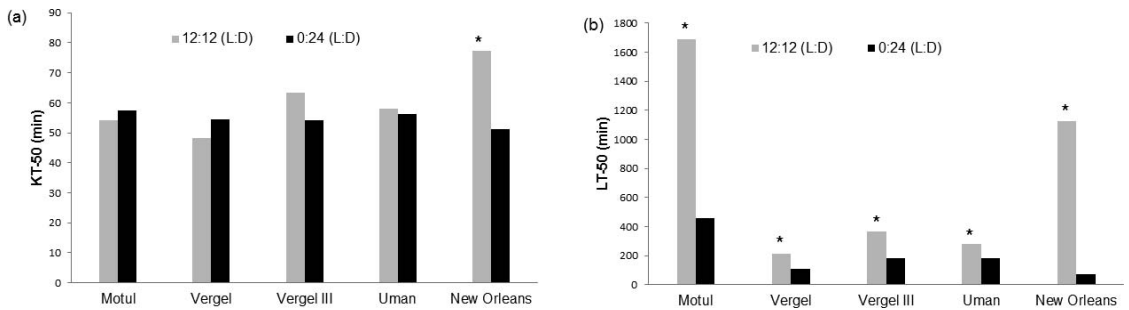 (a)
KT-50 (min)
90
80
70
60
50
40
30
20
10
0
12:12 (L:D) 0:24 (L:D)
*
Motul Vergel Vergel III Uman New Orleans
(b)
LT-50 (min)
1800
1600
1400
1200
1000
800
600
400
200
0
12:12 (L:D) 0:24 (L:D)
* * * * *
Motul Vergel Vergel III Uman New Orleans